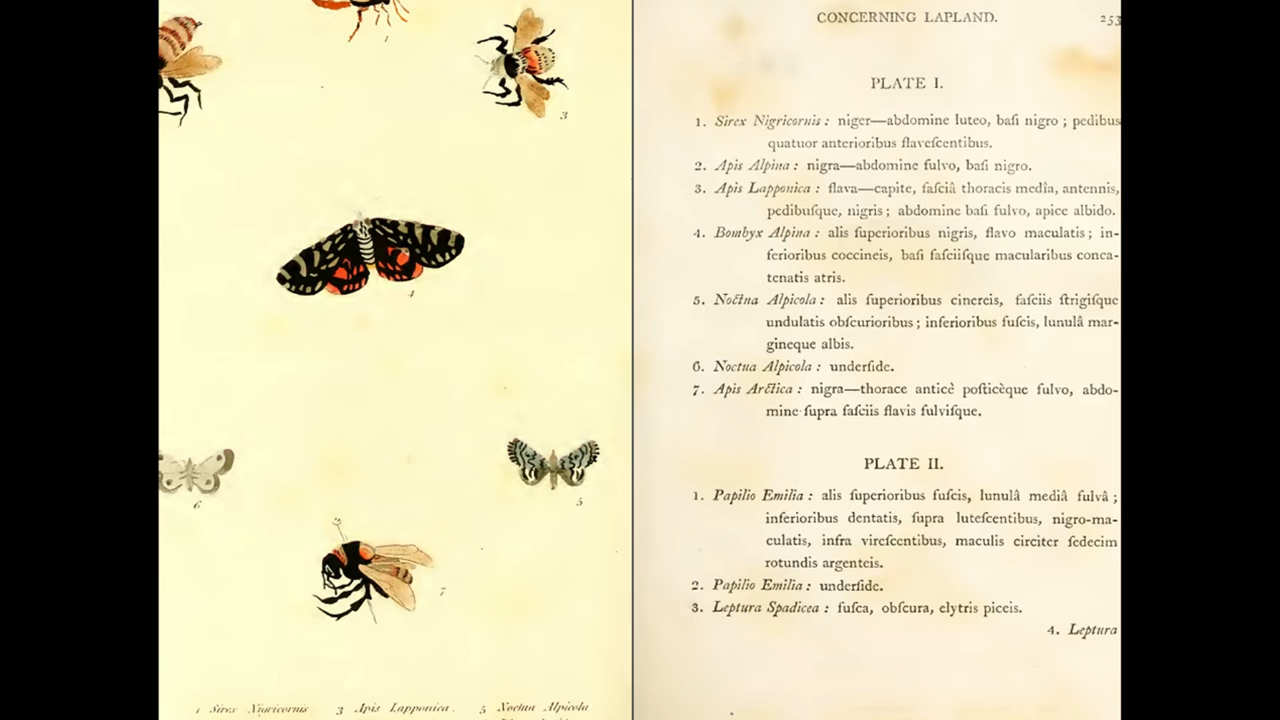 1
3
4
6
5
7
1 Sirex Nigricornis 3 Apis Lapponica. 5 Noctua Alpicola
CONCERNING LAPLAND. 253
PLATE I.
1. Sirex Nigricornis : niger—abdomine luteo, baſi nigro ; pedibus
quatuor anterioribus flaveſcentibus.
2. Apis Alpina : nigra—abdomine fulvo, baſi nigro.
3. Apis Lapponica : flava—capite, faſciâ thoracis mediâ, antennis,
pedibuſque, nigris ; abdomine baſi fulvo, apice albido.
4. Bombyx Alpina : alis ſuperioribus nigris, flavo maculatis ; in-
ferioribus coccineis, baſi faſciiſque macularibus conca-
tenatis atris.
5. Noctua Alpicola : alis ſuperioribus cinereis, faſciis ſtrigiſque
undulatis obſcurioribus ; inferioribus fuſcis, lunulâ mar-
gineque albis.
6. Noctua Alpicola : underſide.
7. Apis Arctica : nigra—thorace anticè poſticèque fulvo, abdo-
mine ſupra faſciis flavis fulviſque.
PLATE II.
1. Papilio Emilia : alis ſuperioribus fuſcis, lunulâ mediâ fulvâ ;
inferioribus dentatis, ſupra luteſcentibus, nigro-ma-
culatis, infra vireſcentibus, maculis circiter ſedecim
rotundis argenteis.
2. Papilio Emilia : underſide.
3. Leptura Spadicea : fuſca, obſcura, elytris piceis.
4. Leptura